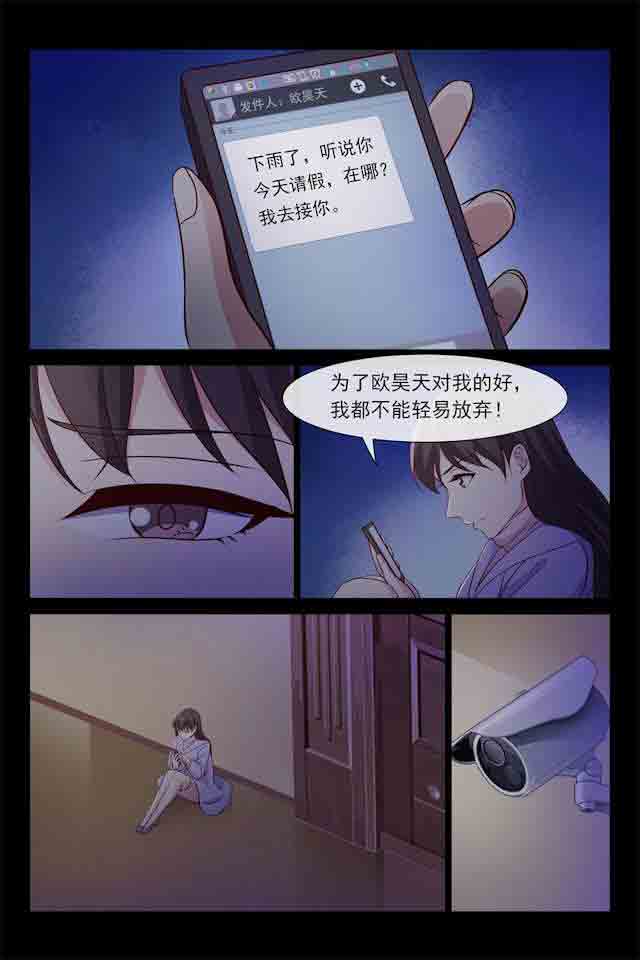 发件人：欧昊天
下雨了，听说你
今天请假，在哪？
我去接你。
为了欧昊天对我的好，
我都不能轻易放弃！